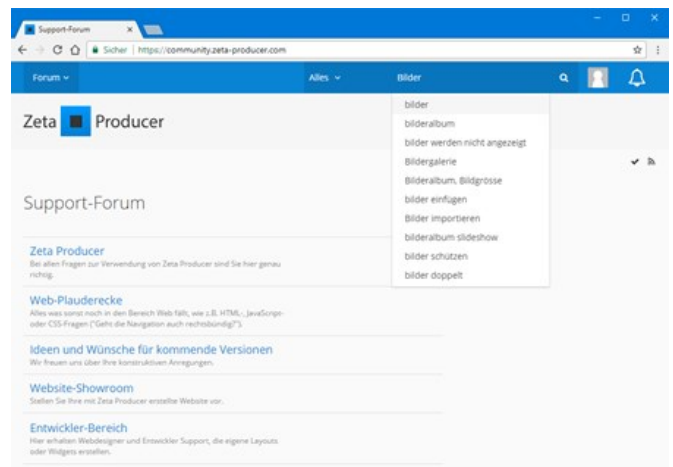 Support-Forum
Sicher | https://community.zeta-producer.com
Forum
Alles
Bilder
bilder
bilderalbum
bilder werden nicht angezeigt
Bildergalerie
Bilderalbum, Bildgrösse
bilder einfügen
Bilder importieren
bilderalbum slideshow
bilder schützen
bilder doppelt
Zeta Producer
Support-Forum
Zeta Producer
Bei allen Fragen zur Verwendung von Zeta Producer sind Sie hier genau
richtig.
Web-Plauderecke
Alles was sonst noch in den Bereich Web fällt, wie z.B. HTML-, JavaScript-
oder CSS-Fragen ("Geht die Navigation auch rechtsbündig?").
Ideen und Wünsche für kommende Versionen
Wir freuen uns über Ihre konstruktiven Anregungen.
Website-Showroom
Stellen Sie Ihre mit Zeta Producer erstellte Website vor.
Entwickler-Bereich
Hier erhalten Webdesigner und Entwickler Support, die eigene Layouts
oder Widgets erstellen.